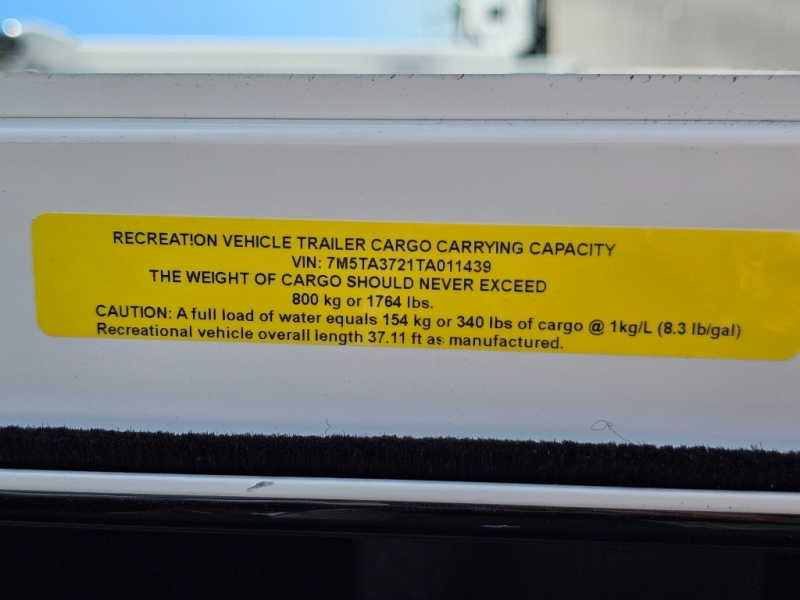 RECREATION VEHICLE TRAILER CARGO CARRYING CAPACITY
VIN: 7M5TA3721TA011439
THE WEIGHT OF CARGO SHOULD NEVER EXCEED
800 kg or 1764 lbs.
CAUTION: A full load of water equals 154 kg or 340 lbs of cargo @ 1kg/L (8.3 lb/gal)
Recreational vehicle overall length 37.11 ft as manufactured.